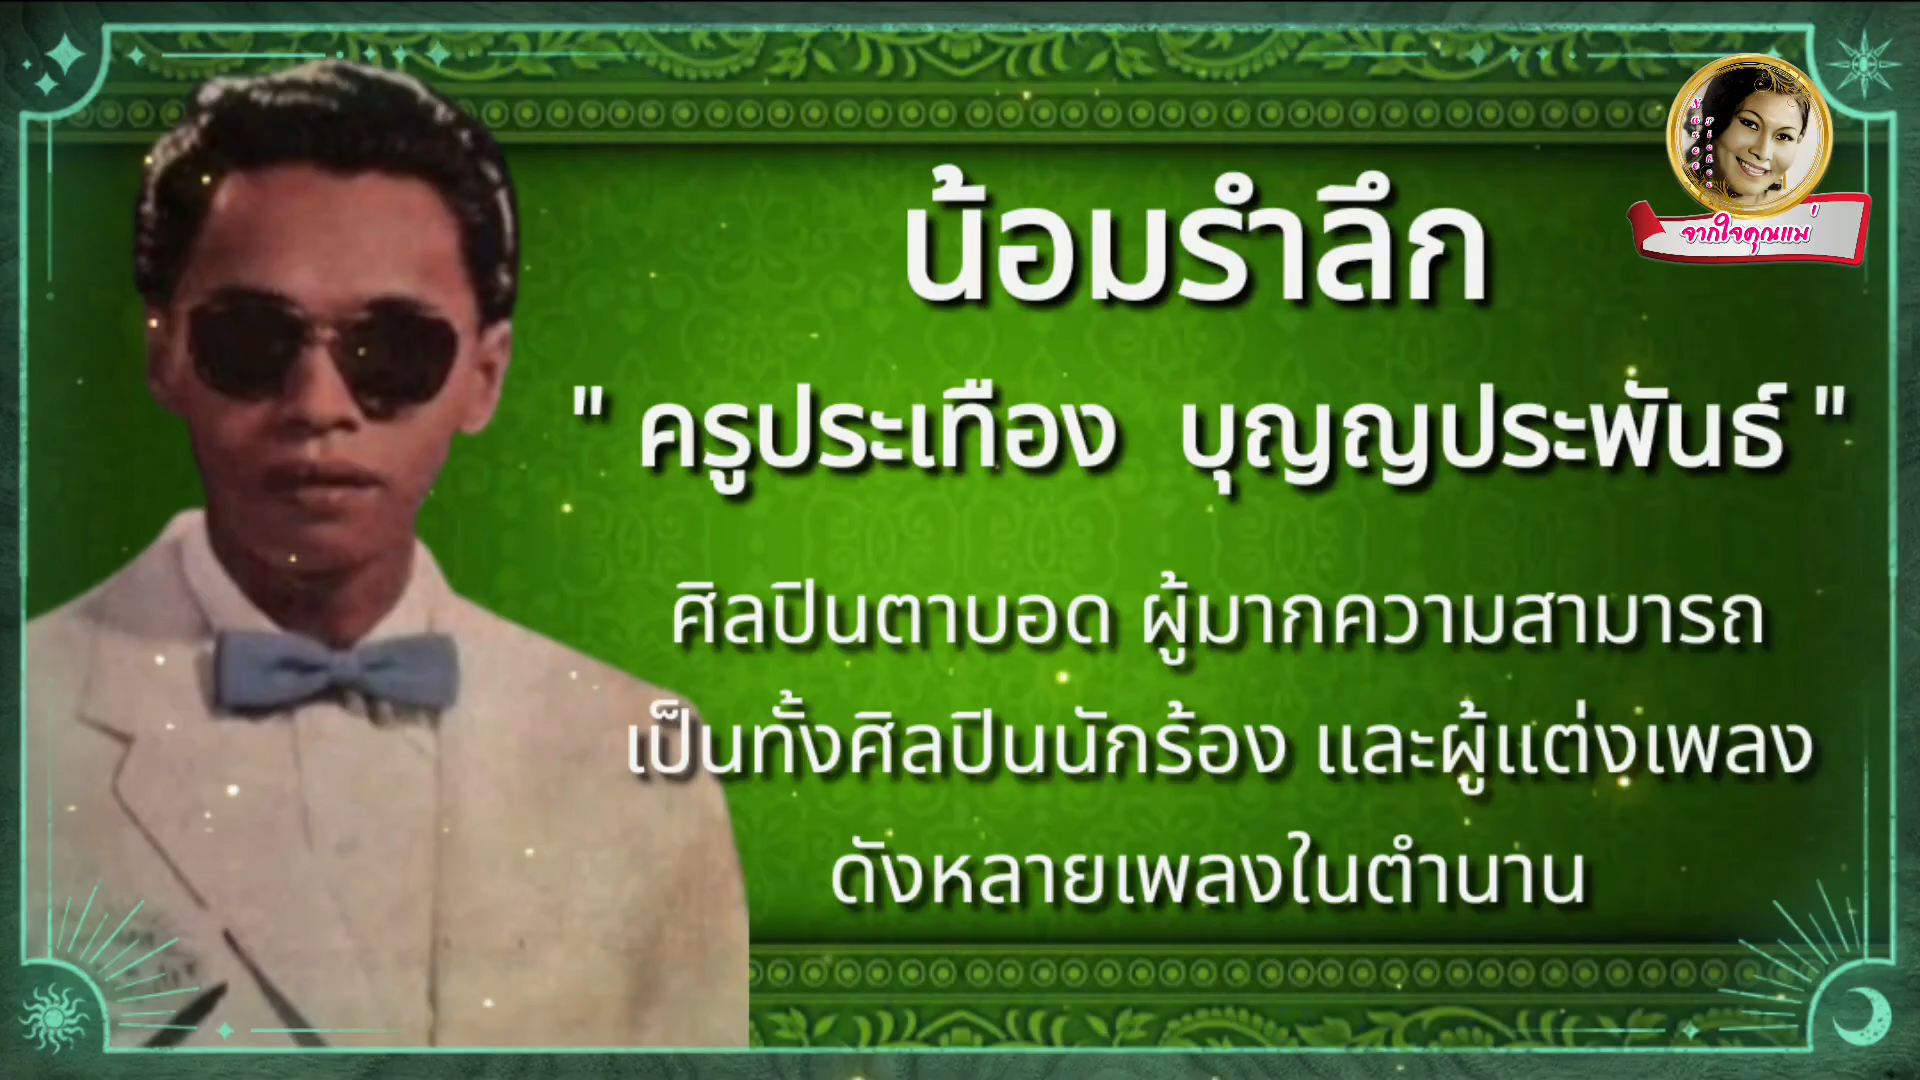 น้อมรำลึก
" ครูประเทือง บุญญประพันธ์ "
ศิลปินตาบอด ผู้มากความสามารถ
เป็นทั้งศิลปินนักร้อง และผู้แต่งเพลง
ดังหลายเพลงในตำนาน
จากใจคุณแม่